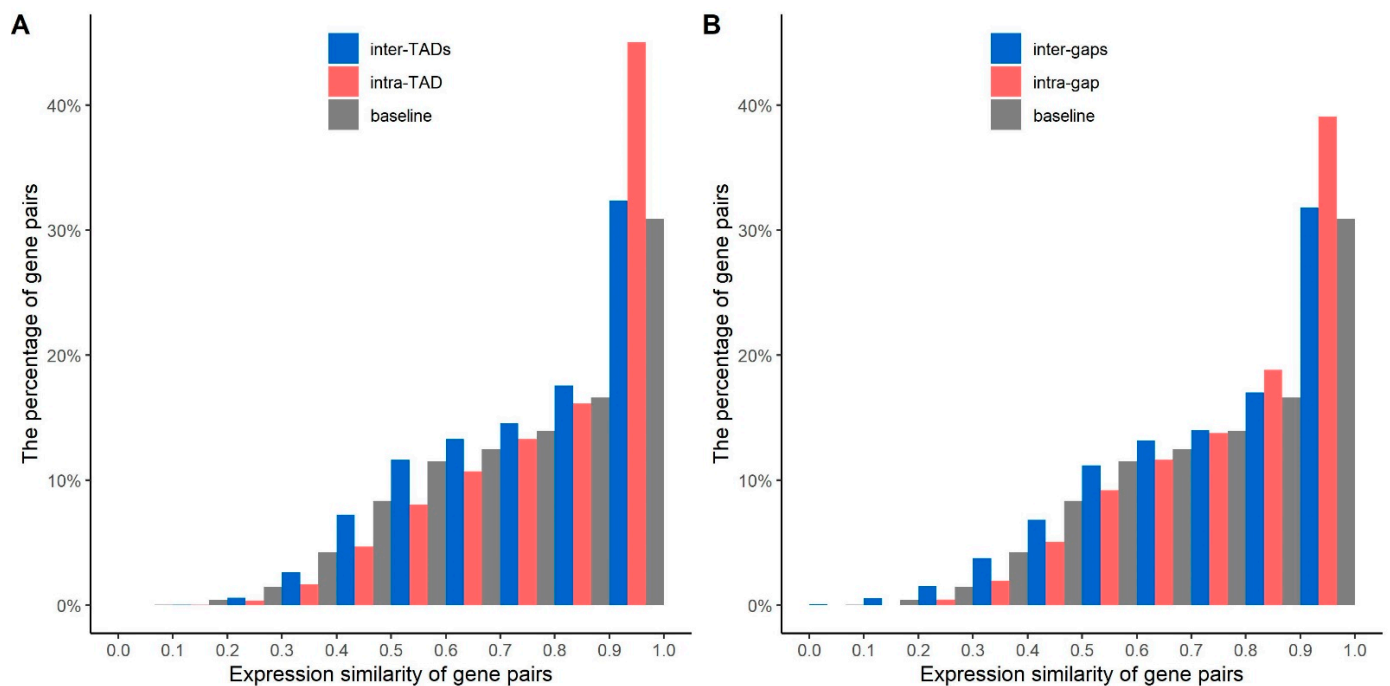 A
inter-TADs
intra-TAD
baseline
The percentage of gene pairs
40%
30%
20%
10%
0%
0.0 0.1 0.2 0.3 0.4 0.5 0.6 0.7 0.8 0.9 1.0
Expression similarity of gene pairs
B
inter-gaps
intra-gap
baseline
The percentage of gene pairs
40%
30%
20%
10%
0%
0.0 0.1 0.2 0.3 0.4 0.5 0.6 0.7 0.8 0.9 1.0
Expression similarity of gene pairs